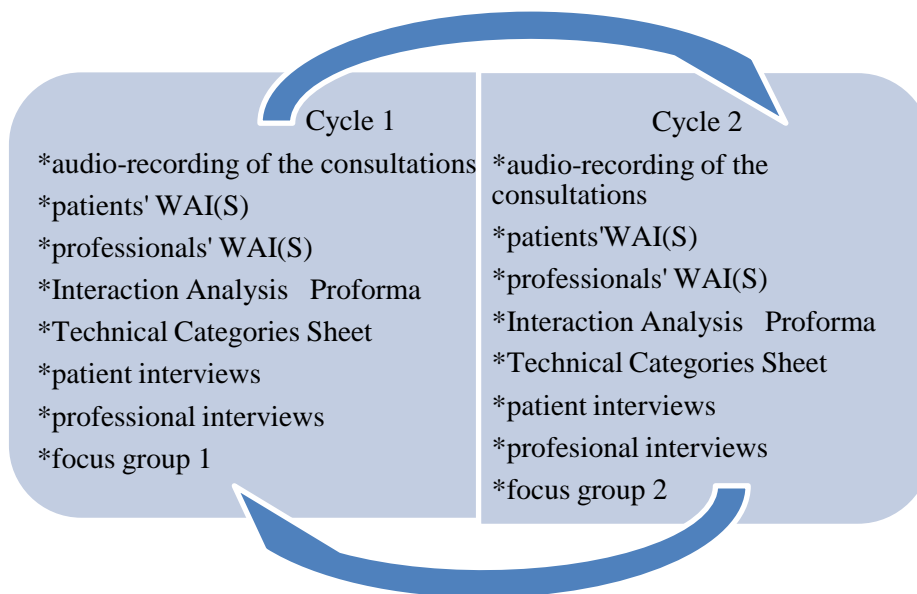 Cycle 1
*audio-recording of the consultations
*patients' WAI(S)
*professionals' WAI(S)
*Interaction Analysis Proforma
*Technical Categories Sheet
*patient interviews
*professional interviews
*focus group 1
Cycle 2
*audio-recording of the
consultations
*patients'WAI(S)
*professionals' WAI(S)
*Interaction Analysis Proforma
*Technical Categories Sheet
*patient interviews
*profesional interviews
*focus group 2